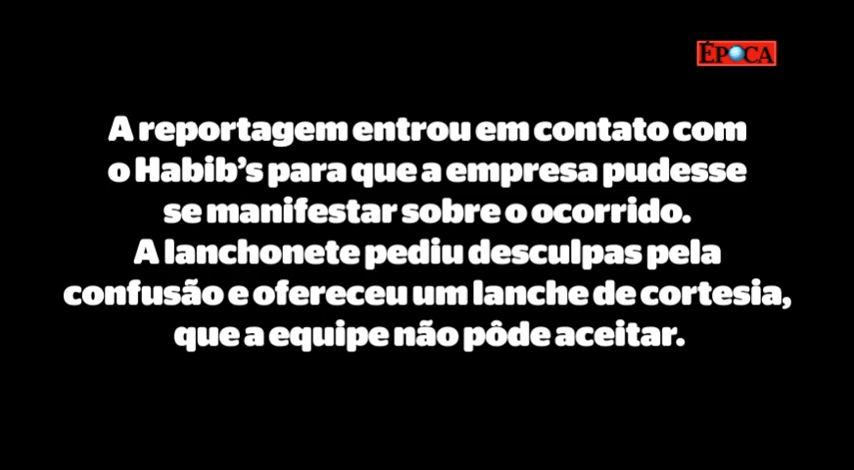 ÉPOCA
A reportagem entrou em contato com
o Habib's para que a empresa pudesse
se manifestar sobre o ocorrido.
A lanchonete pediu desculpas pela
confusão e ofereceu um lanche de cortesia,
que a equipe não pôde aceitar.